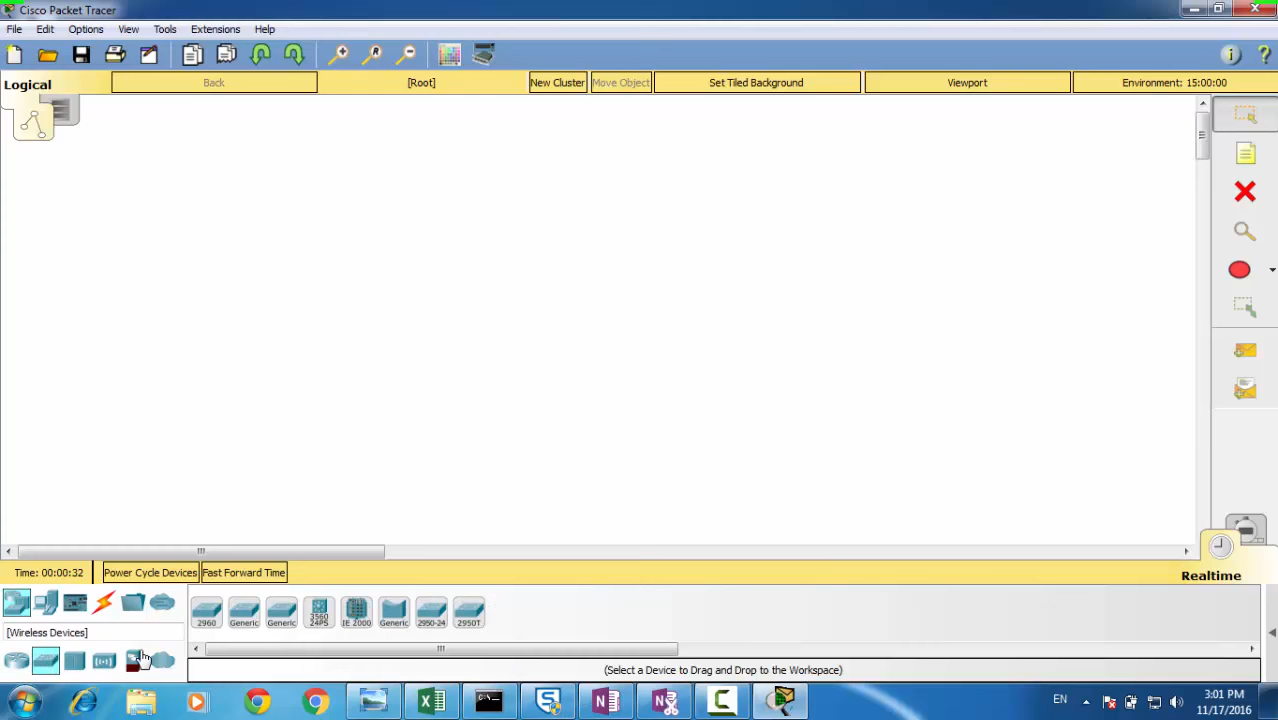 Cisco Packet Tracer
File Edit Options View Tools Extensions Help
Logical Back [Root] New Cluster Move Object Set Tiled Background Viewport Environment: 15:00:00
Time: 00:00:32 Power Cycle Devices Fast Forward Time
Realtime
2960 Generic Generic 3560 24PS IE 2000 Generic 2950-24 2950T
[Wireless Devices]
(Select a Device to Drag and Drop to the Workspace)
EN
3:01 PM
11/17/2016